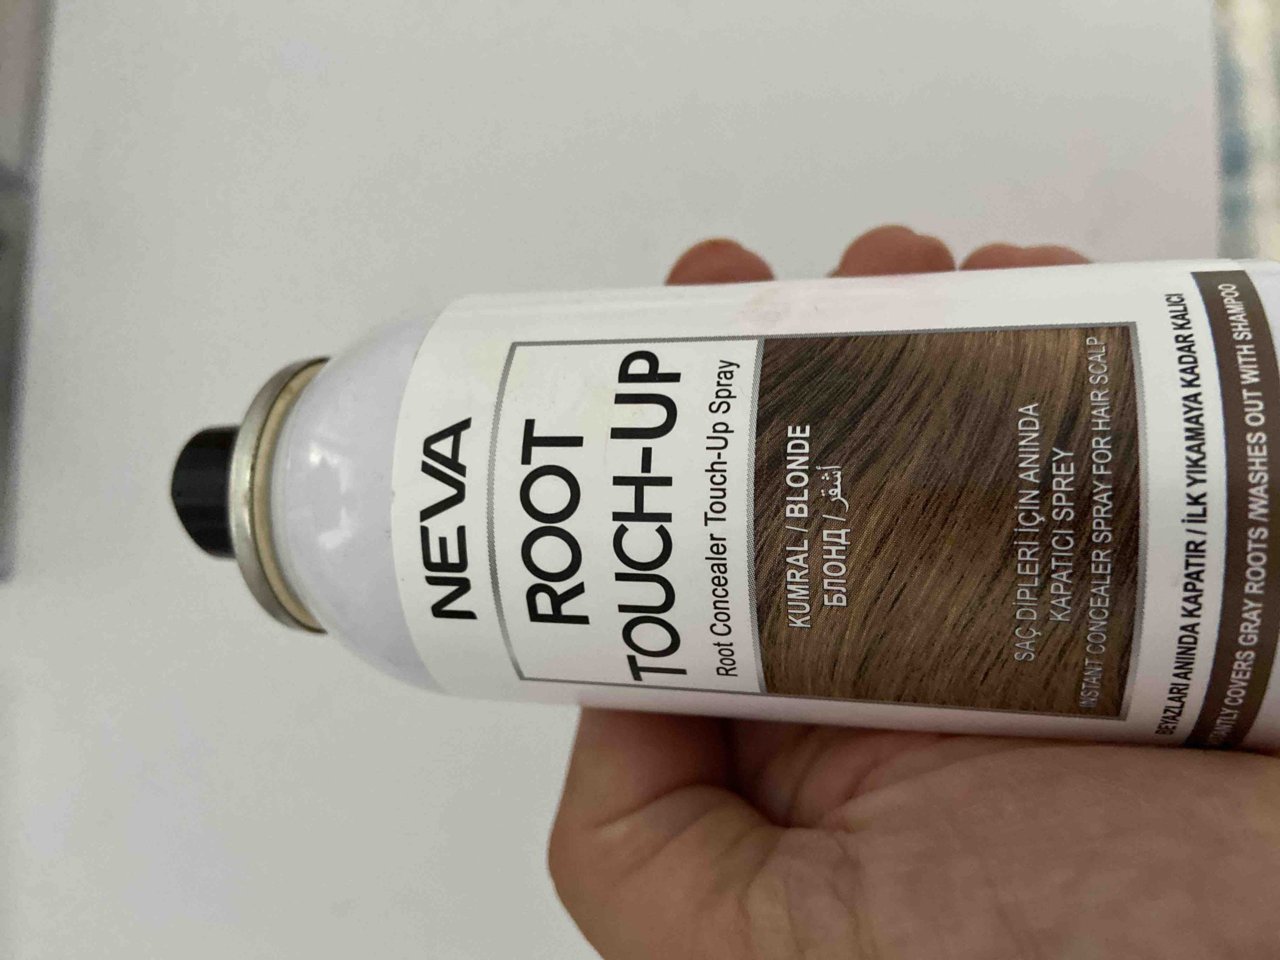 NEVA
ROOT
TOUCH-UP
Root Concealer Touch-Up Spray
KUMRAL / BLONDE
БЛОНД / أشقر
SAÇ DİPLERİ İÇİN ANINDA
KAPATICI SPREY
INSTANT CONCEALER SPRAY FOR HAIR SCALP
BEYAZLARI ANINDA KAPATIR / İLK YIKAMAYA KADAR KALICI
COVERS GRAY ROOTS /WASHES OUT WITH SHAMPOO